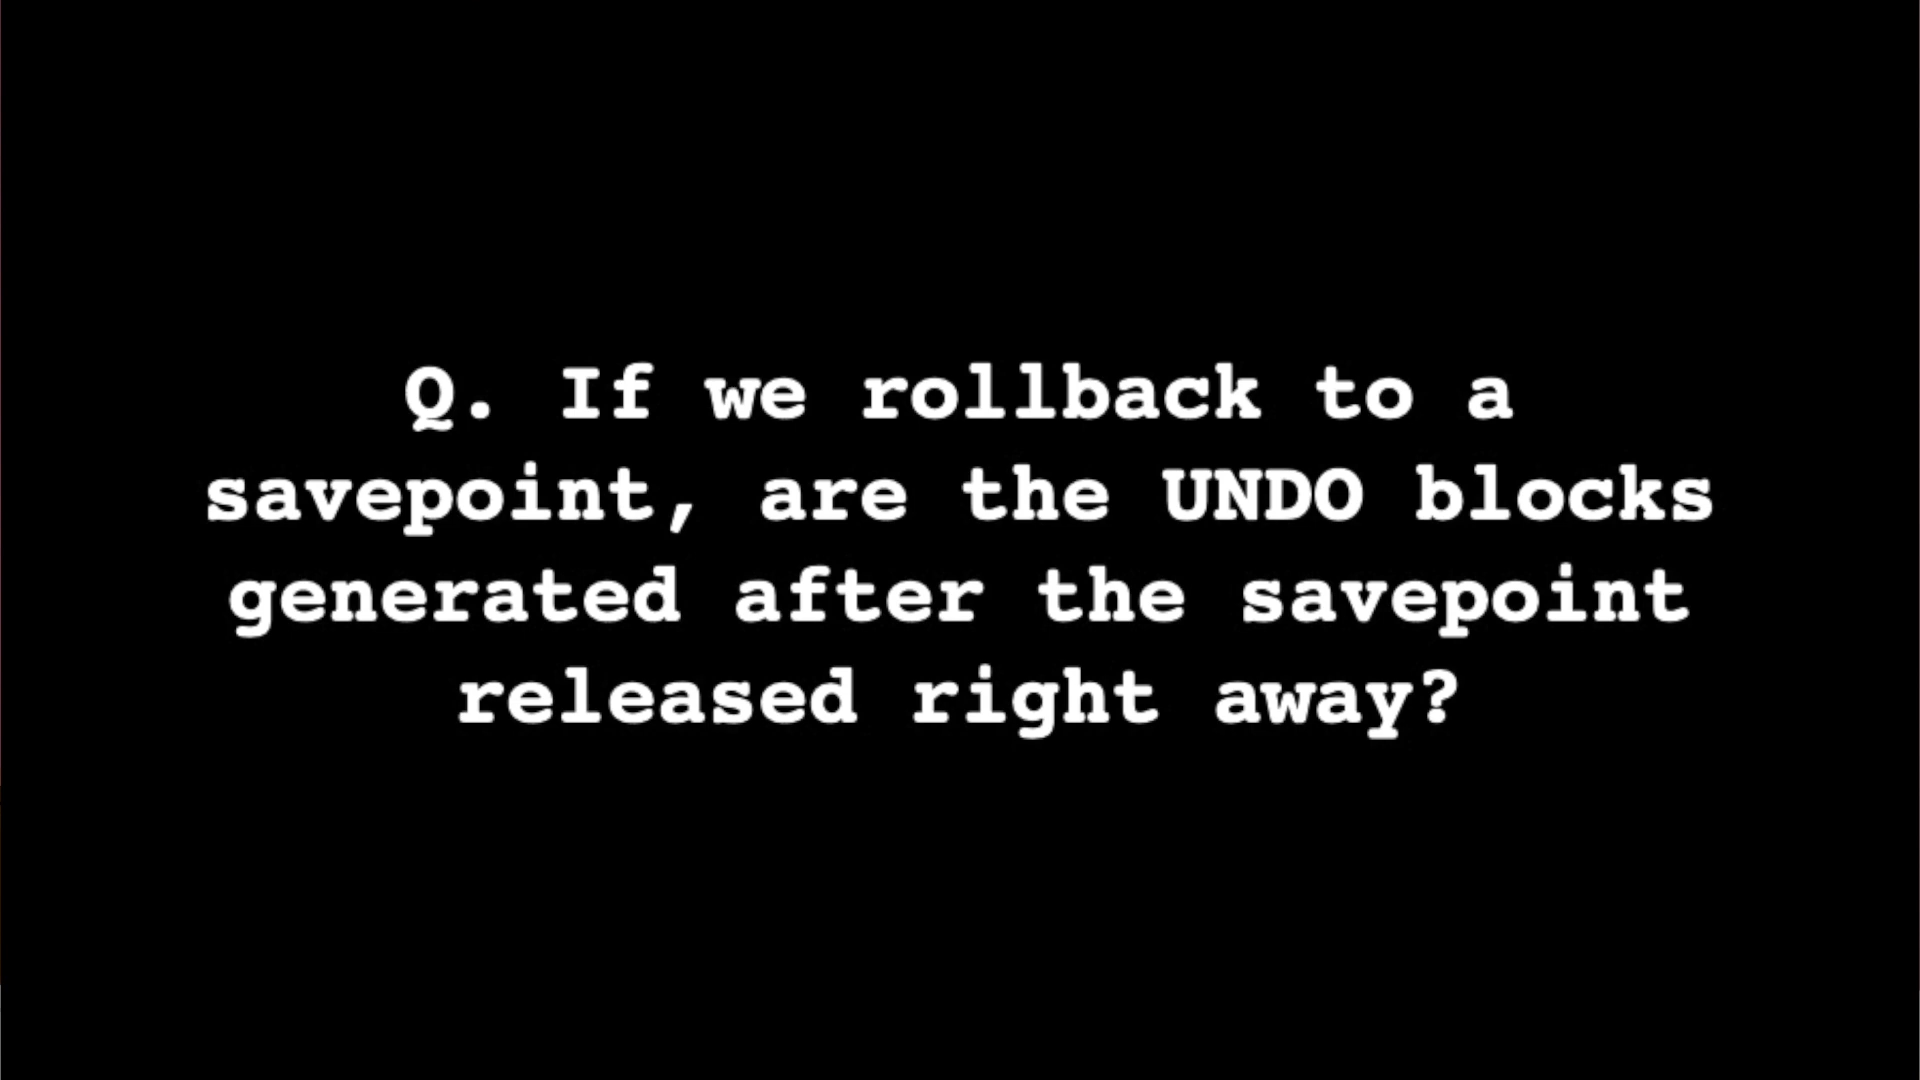 Q. If we rollback to a
savepoint, are the UNDO blocks
generated after the savepoint
released right away?